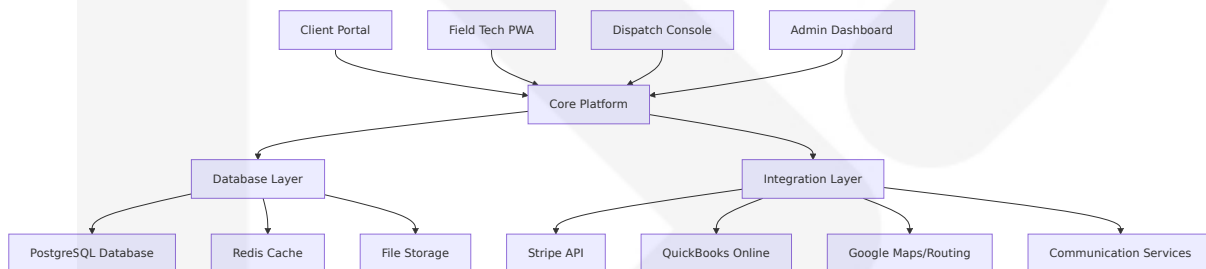 Client Portal
Field Tech PWA
Dispatch Console
Admin Dashboard
Core Platform
Database Layer
Integration Layer
PostgreSQL Database
Redis Cache
File Storage
Stripe API
QuickBooks Online
Google Maps/Routing
Communication Services